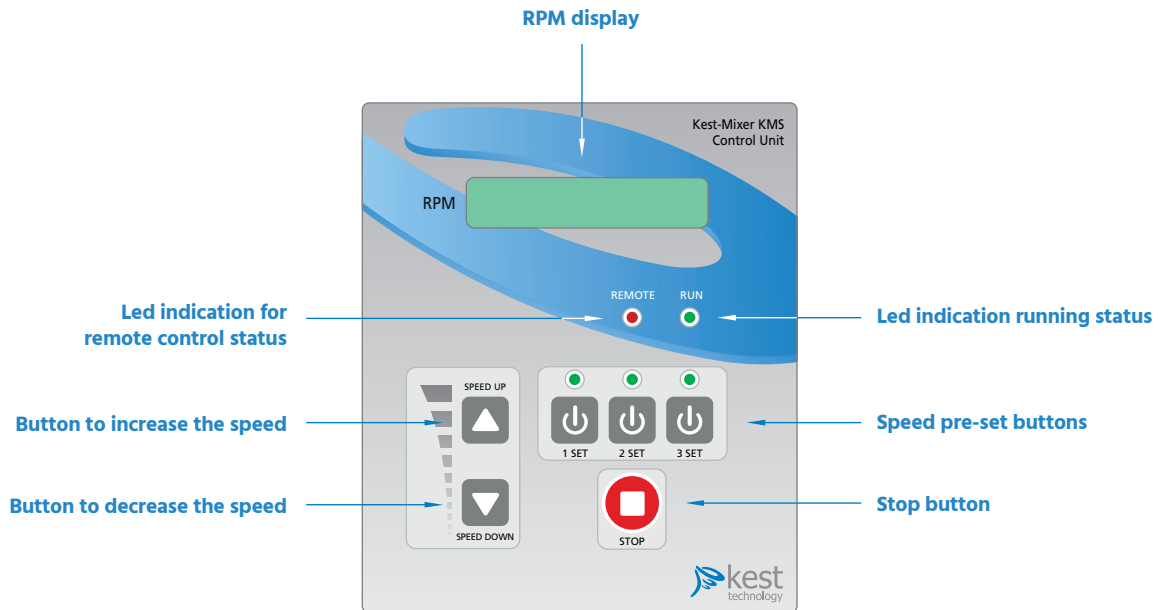 RPM display
Kest-Mixer KMS
Control Unit
RPM
REMOTE RUN
Led indication for
remote control status
Led indication running status
SPEED UP
Button to increase the speed
1 SET 2 SET 3 SET
Speed pre-set buttons
Button to decrease the speed
SPEED DOWN
STOP
Stop button
kest
technology